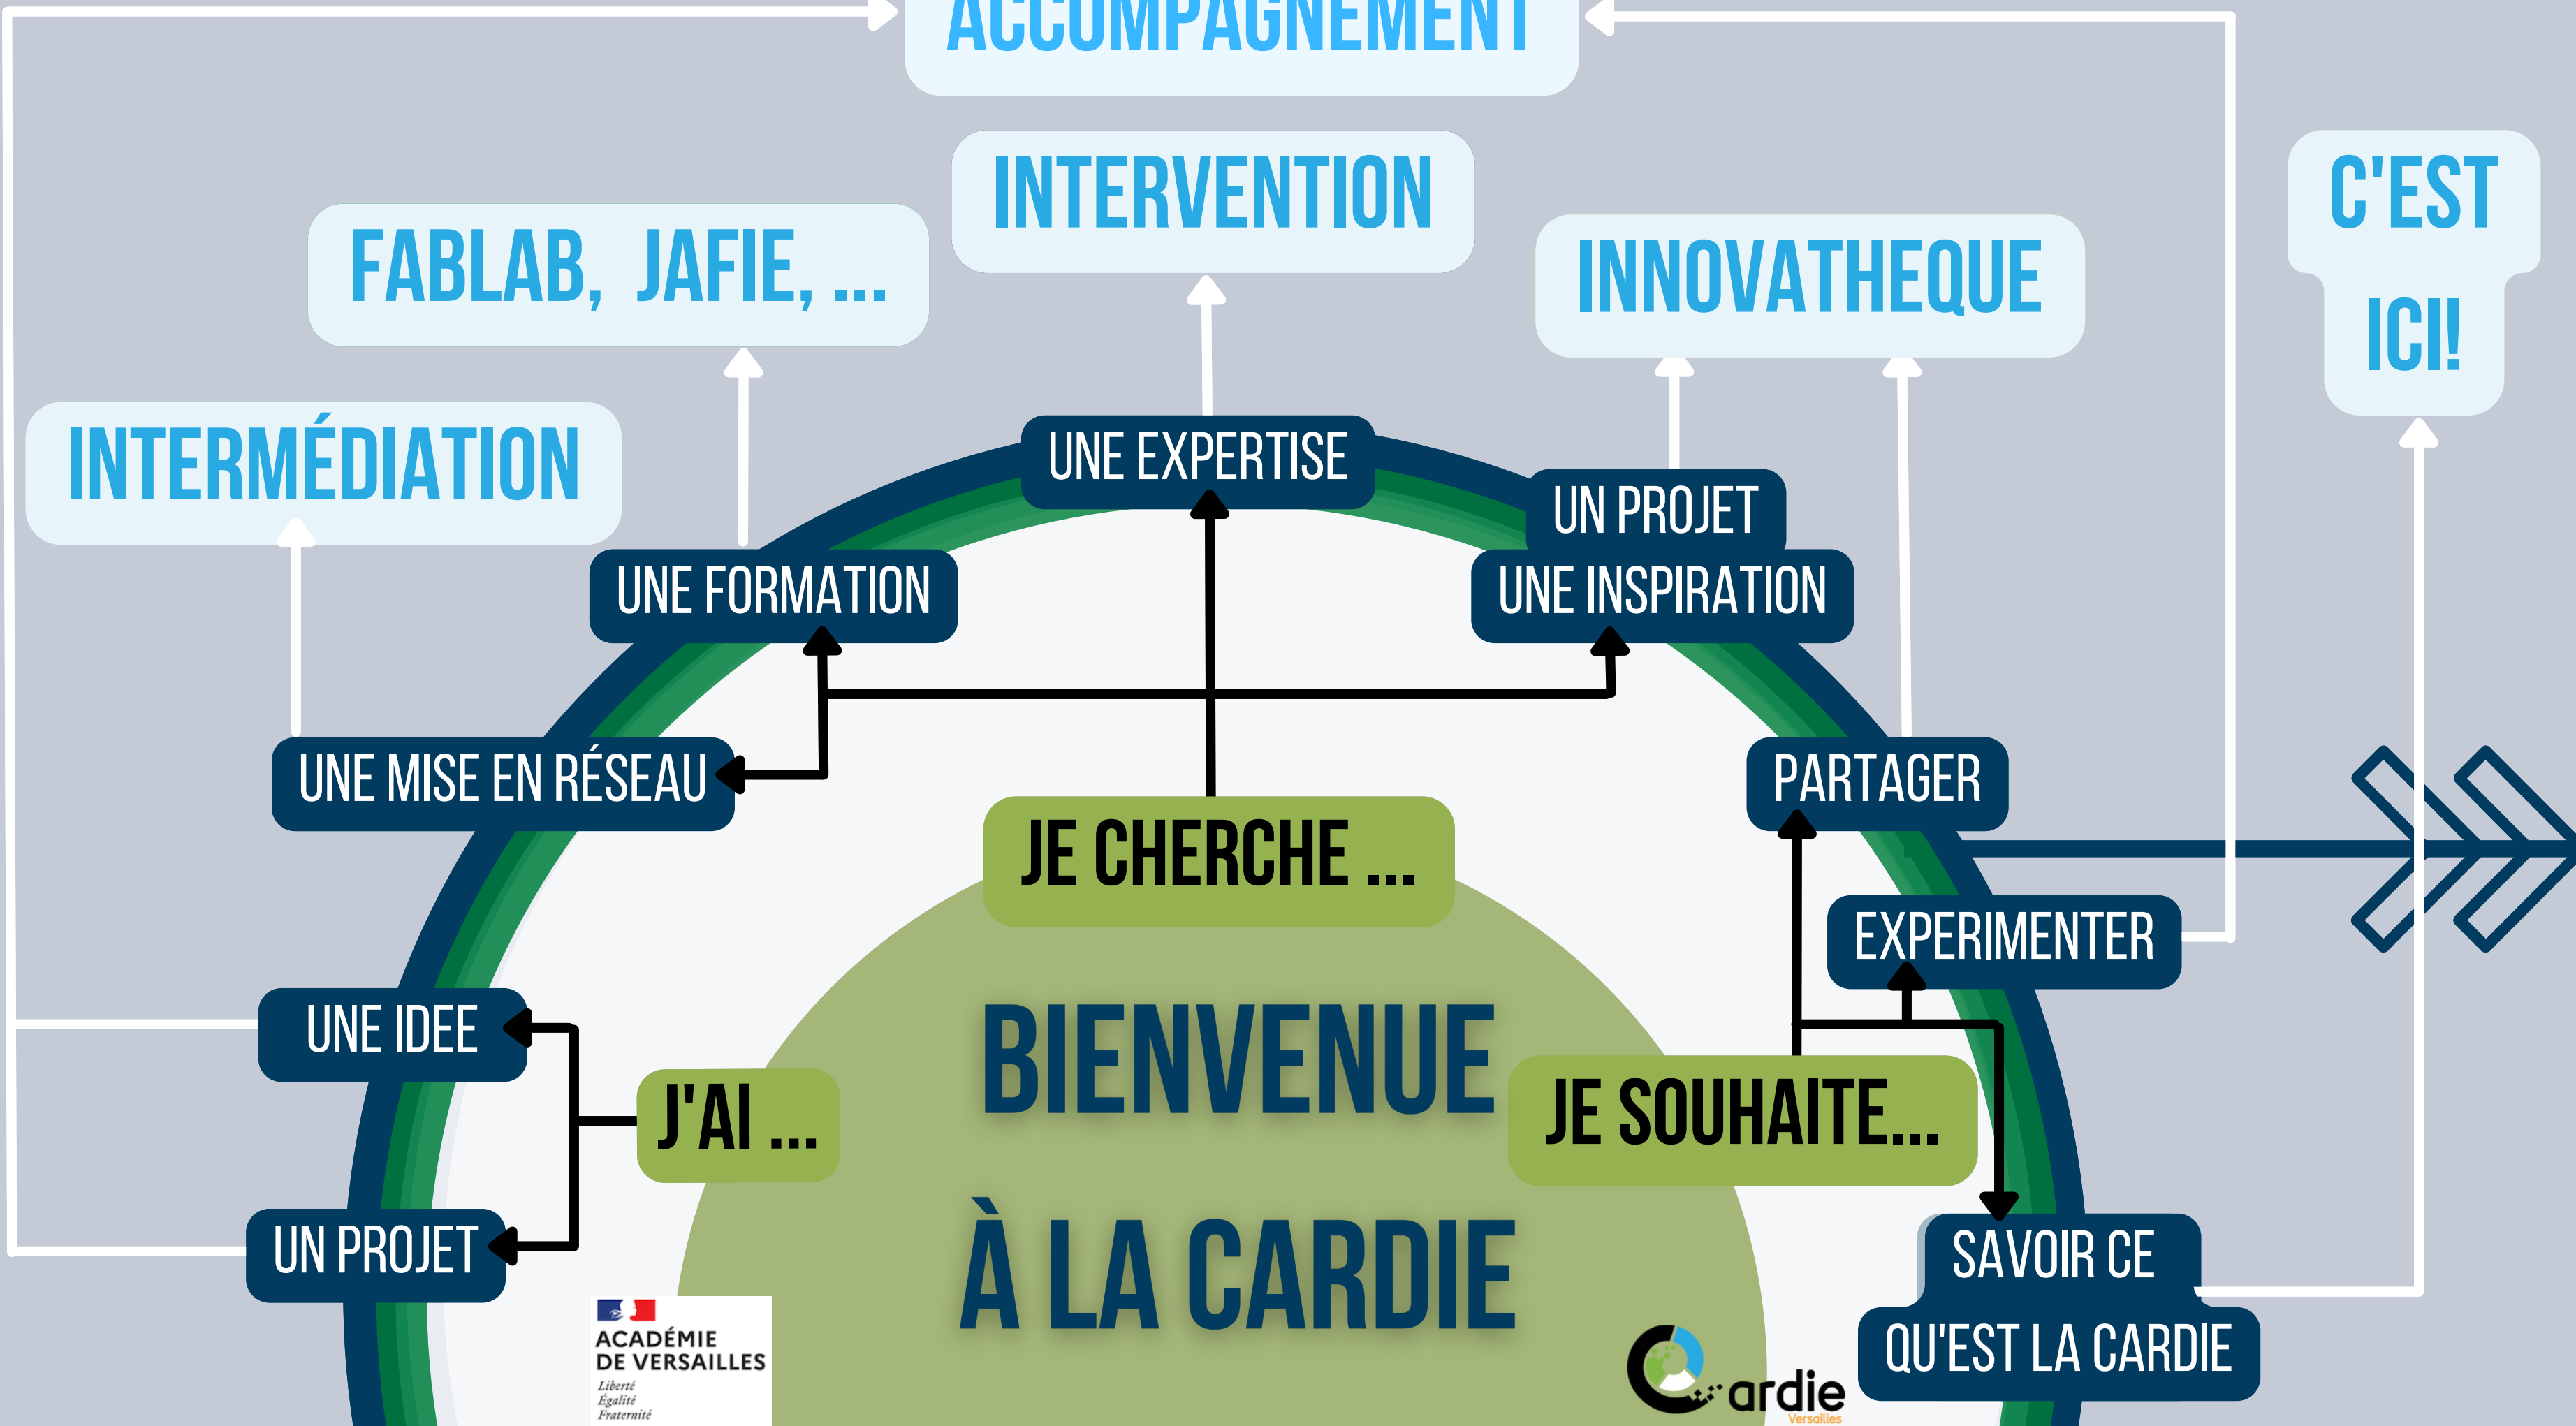 ACCOMPAGNEMENT
INTERVENTION
C'EST
ICI!
FABLAB, JAFIE, ...
INNOVATHEQUE
INTERMÉDIATION
UNE EXPERTISE
UN PROJET
UNE INSPIRATION
UNE FORMATION
UNE MISE EN RÉSEAU
PARTAGER
JE CHERCHE ...
EXPERIMENTER
UNE IDEE
J'AI ...
BIENVENUE
À LA CARDIE
JE SOUHAITE...
UN PROJET
SAVOIR CE
QU'EST LA CARDIE
ACADÉMIE
DE VERSAILLES
Liberté
Égalité
Fraternité
Cardie
Versailles